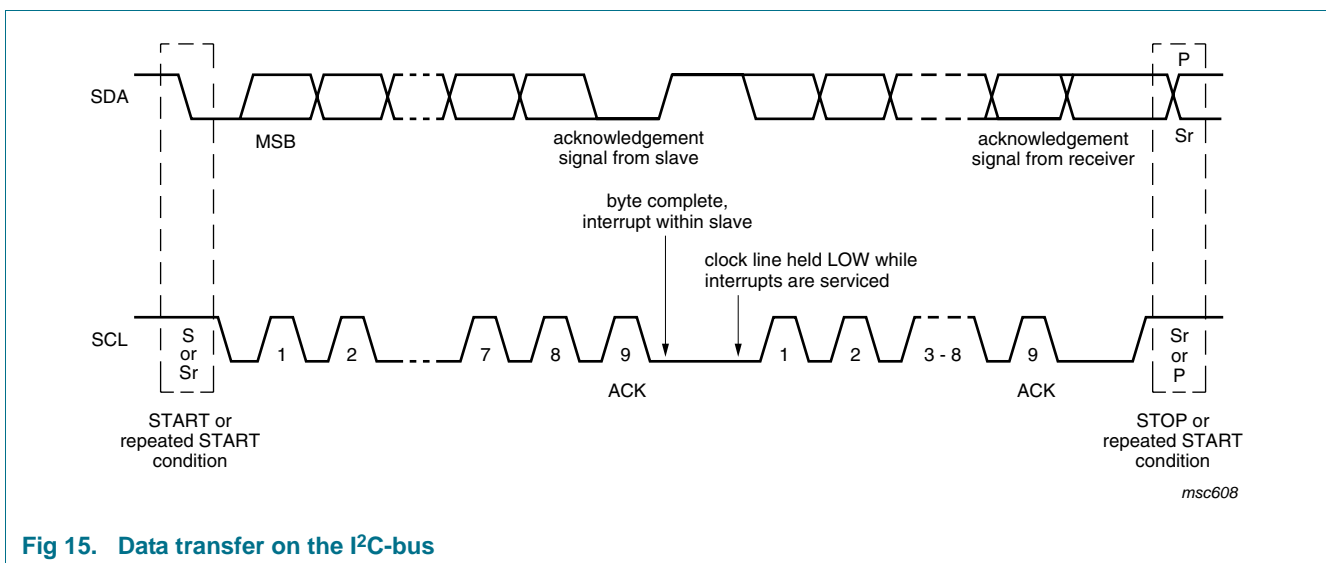 P
SDA
MSB
acknowledgement
signal from slave
acknowledgement
signal from receiver
Sr
byte complete,
interrupt within slave
clock line held LOW while
interrupts are serviced
SCL
S
or
Sr
1
2
7
8
9
1
2
3 - 8
9
Sr
or
P
ACK
ACK
START or
repeated START
condition
STOP or
repeated START
condition
msc608
Fig 15. Data transfer on the I²C-bus